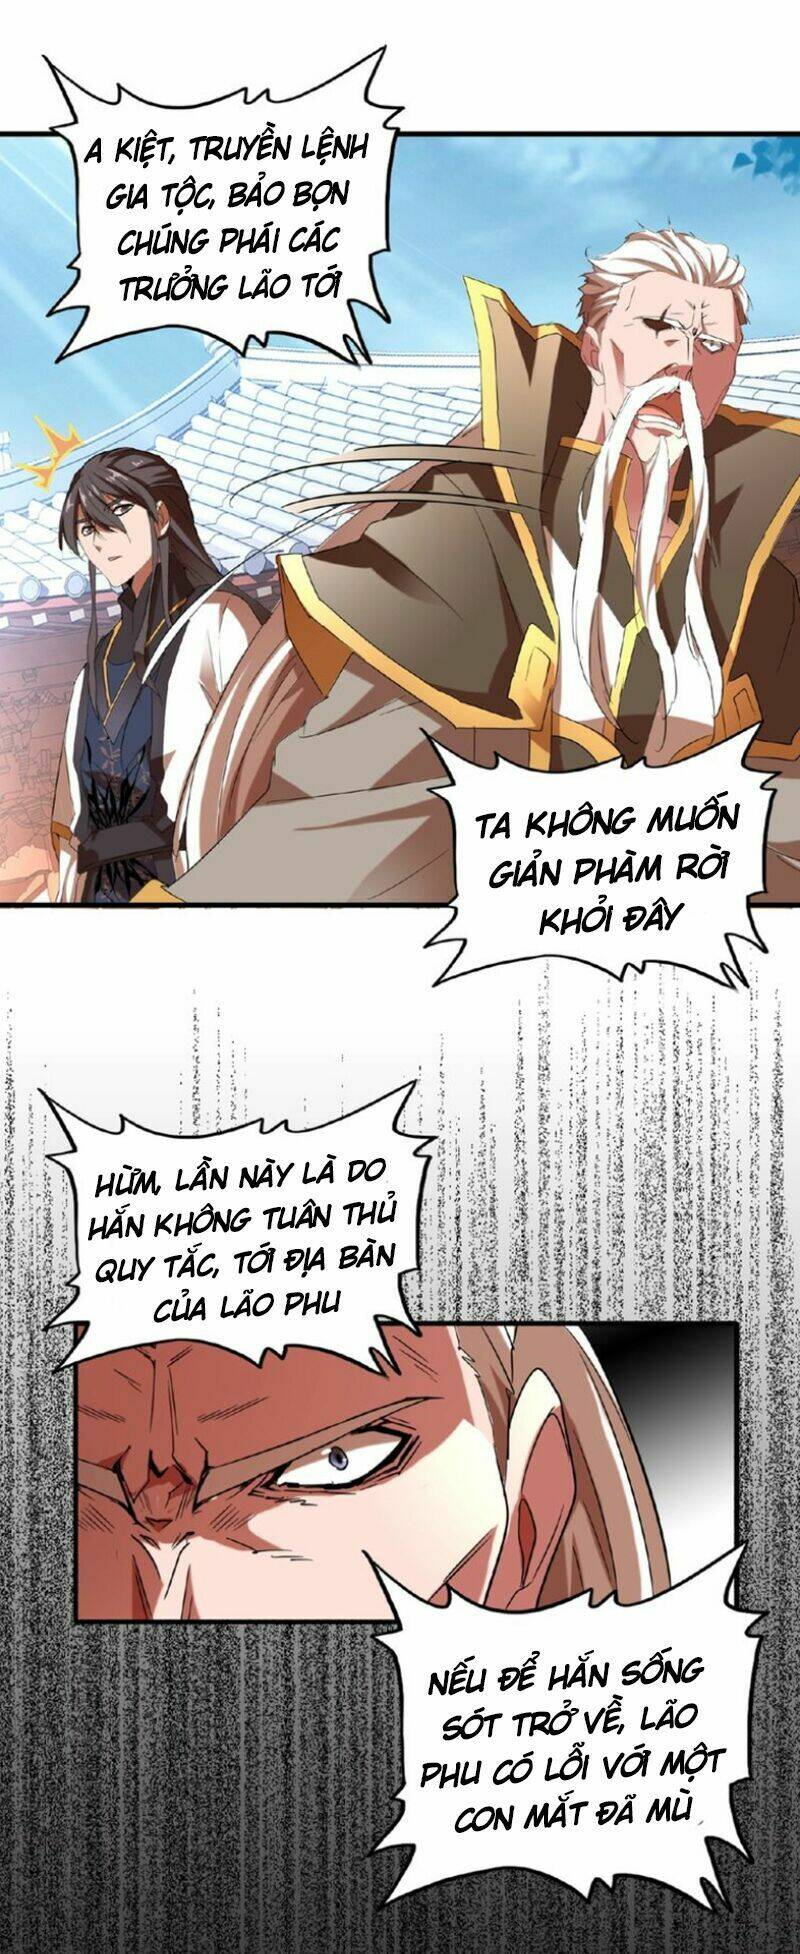 A KIỆT, TRUYỀN LỆNH
GIA TỘC, BẢO BỌN
CHÚNG PHÁI CÁC
TRƯỞNG LÃO TỚI
TA KHÔNG MUỐN
GIẢN PHÀM RỜI
KHỎI ĐÂY
HỪM, LẦN NÀY LÀ DO
HẮN KHÔNG TUÂN THỦ
QUY TẮC, TỚI ĐỊA BÀN
CỦA LÃO PHU
NẾU ĐỂ HẮN SỐNG
SÓT TRỞ VỀ, LÃO
PHU CÓ LỖI VỚI MỘT
CON MẮT ĐÃ MÙ